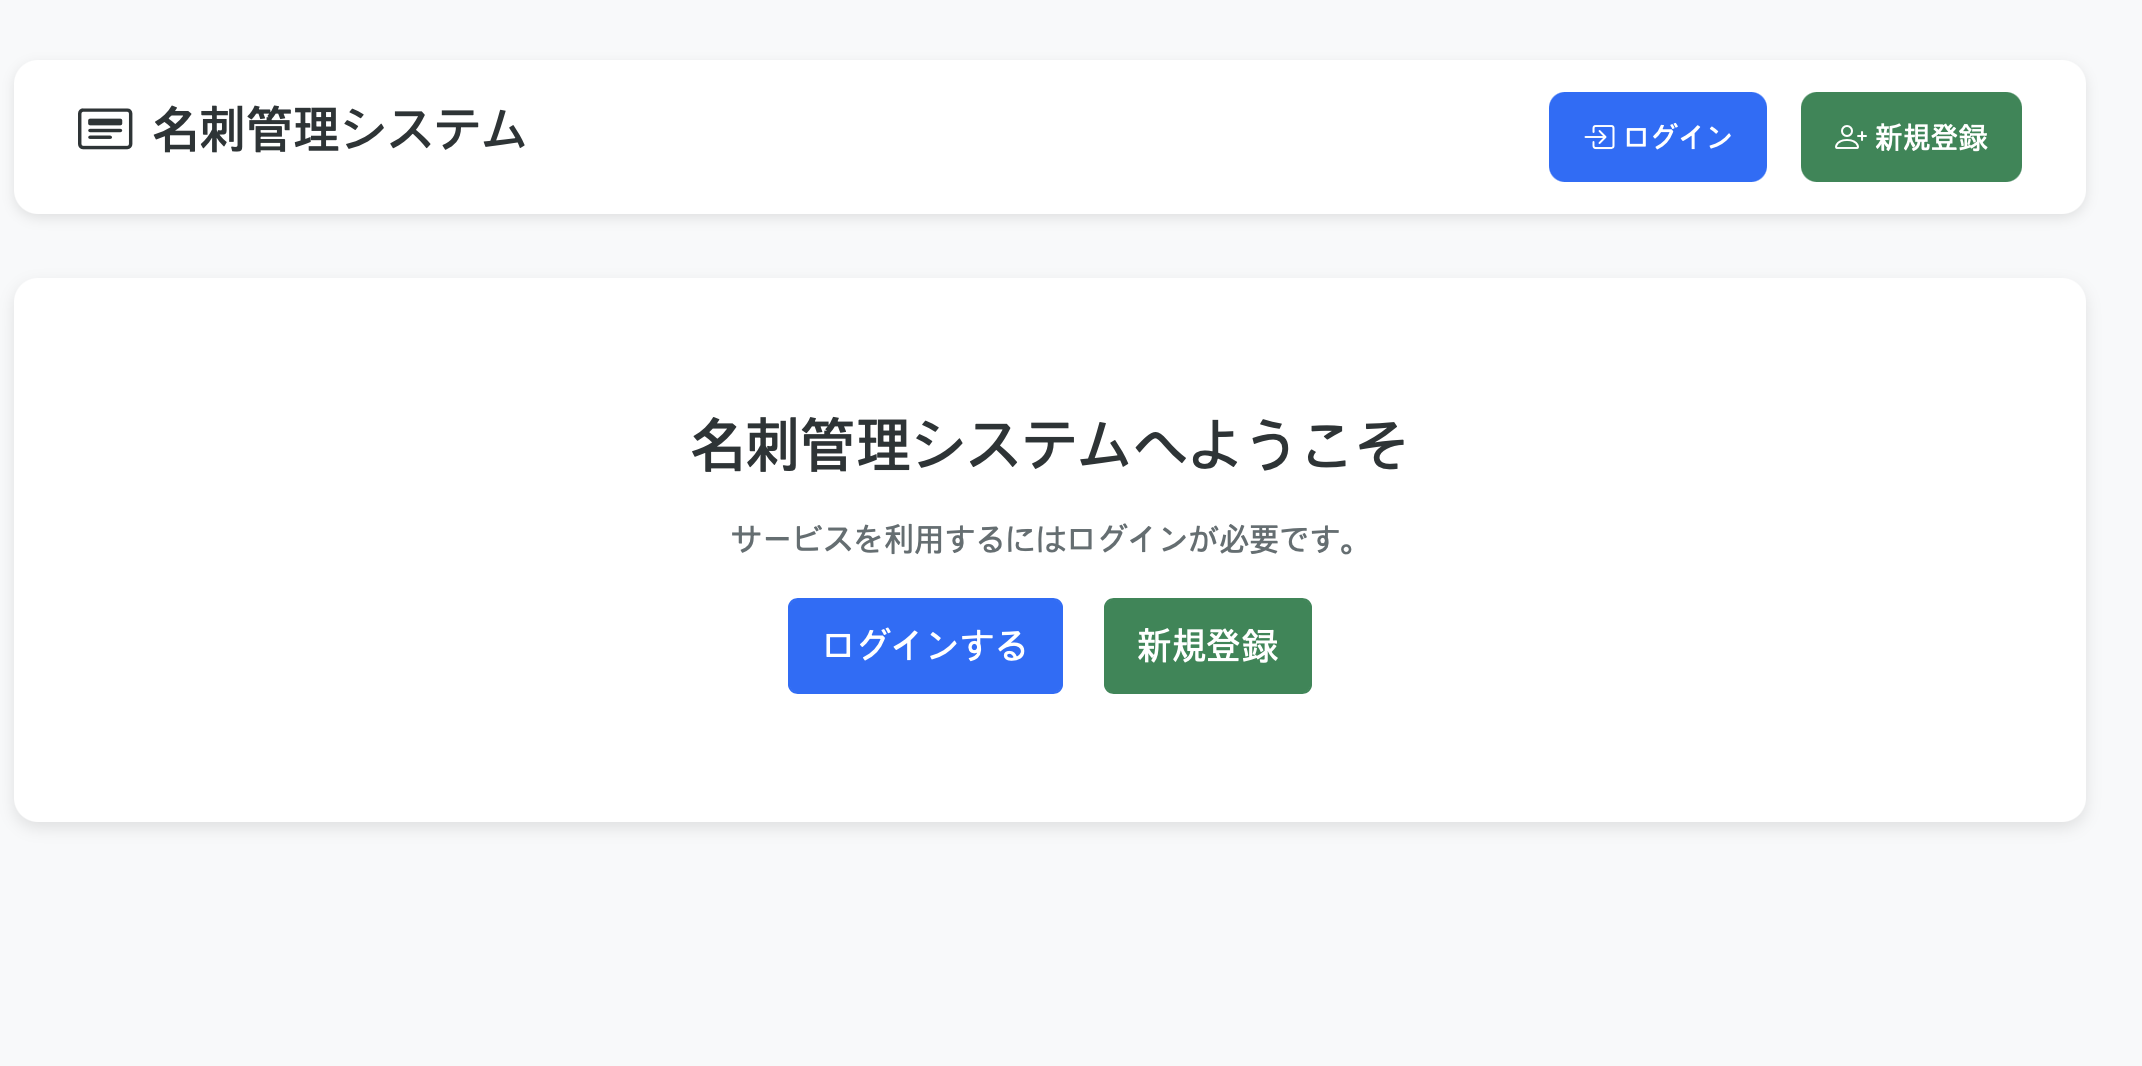 名刺管理システム
ログイン
新規登録
名刺管理システムへようこそ
サービスを利用するにはログインが必要です。
ログインする
新規登録